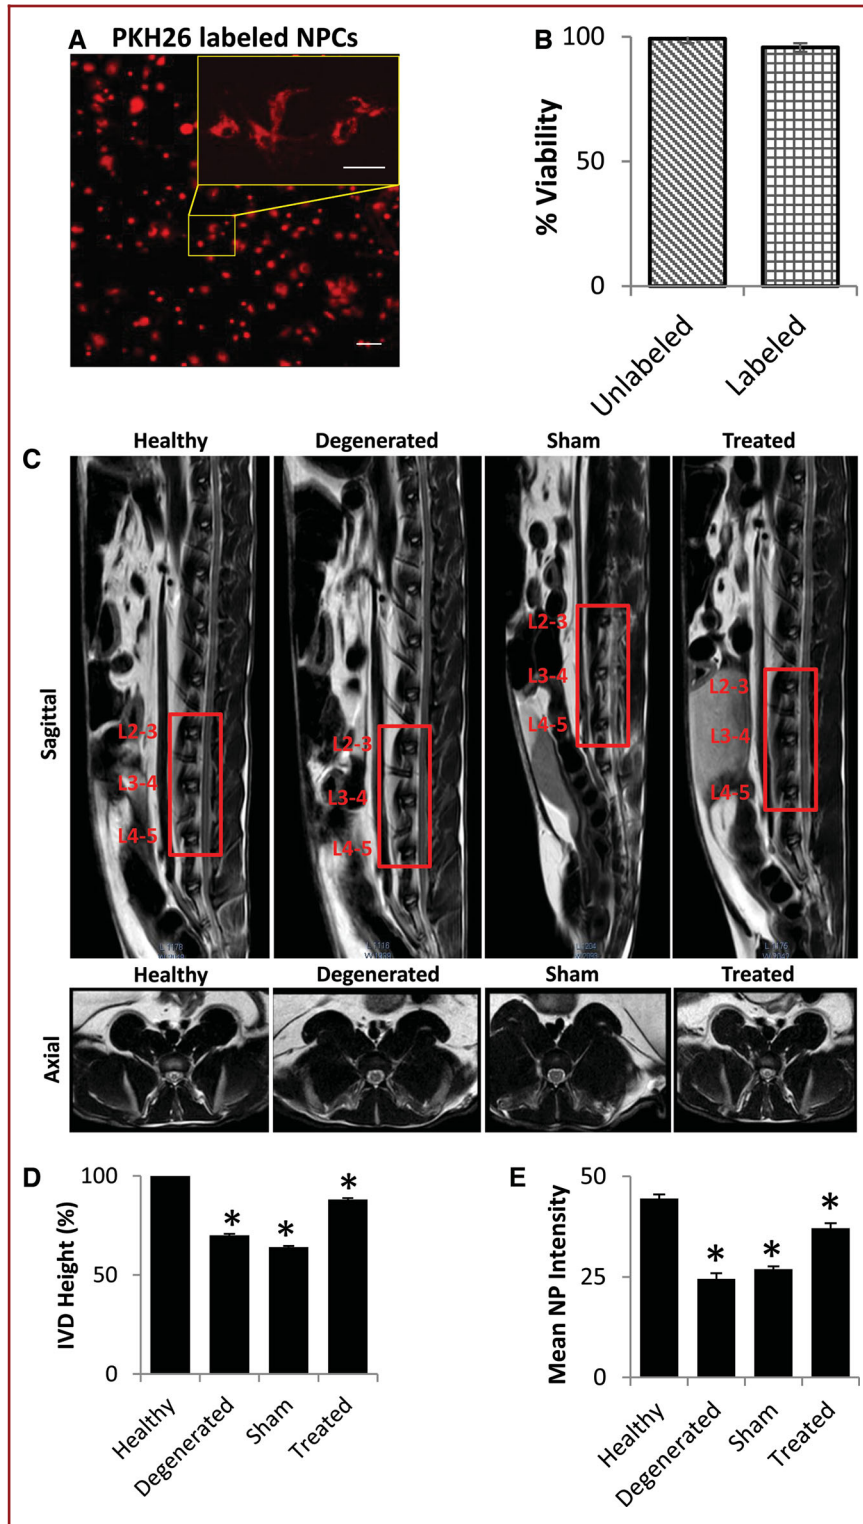 A PKH26 labeled NPCs
B
% Viability
100
50
0
Unlabeled
Labeled
C
Healthy Degenerated Sham Treated
Sagittal
L2-3
L3-4
L4-5
L2-3
L3-4
L4-5
L2-3
L3-4
L4-5
L2-3
L3-4
L4-5
Healthy Degenerated Sham Treated
Axial
D
IVD Height (%)
100
50
0
* * *
Healthy
Degenerated
Sham
Treated
E
Mean NP Intensity
50
25
0
* * *
Healthy
Degenerated
Sham
Treated